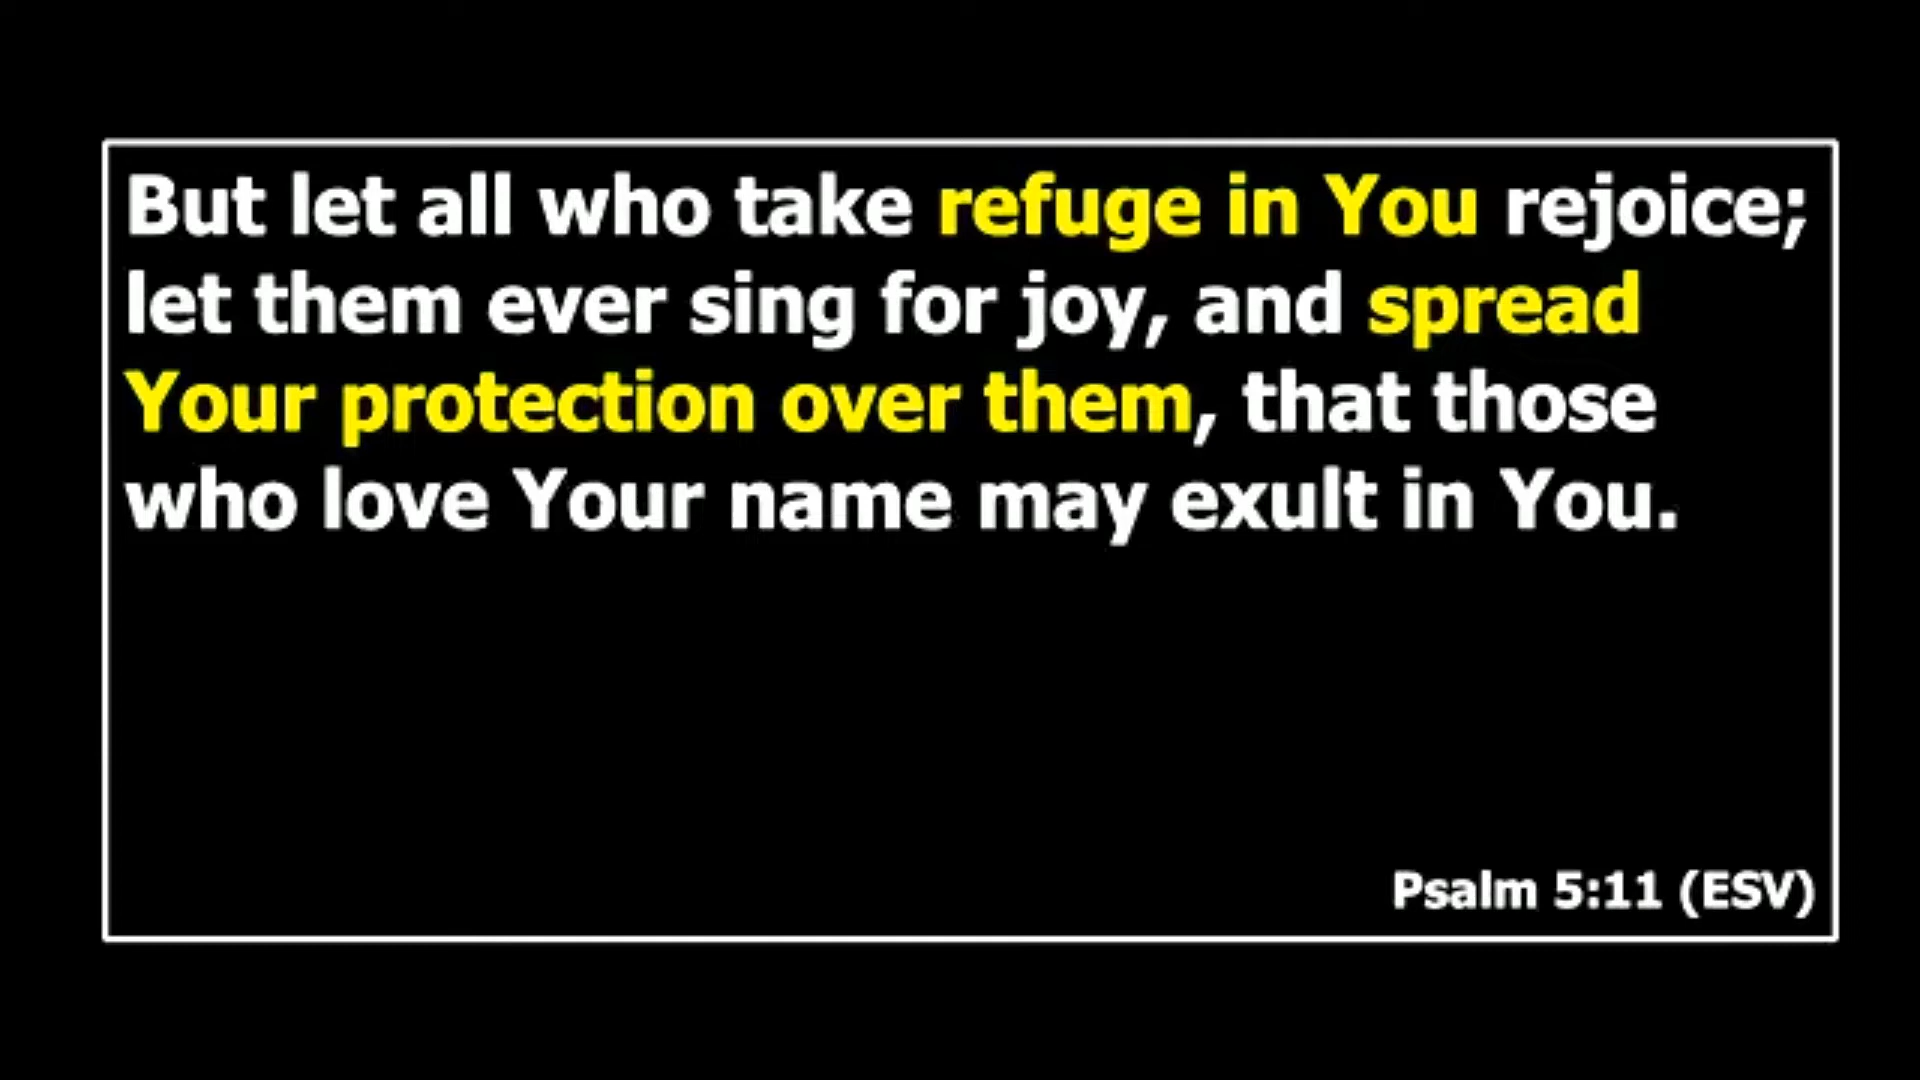 But let all who take refuge in You rejoice;
let them ever sing for joy, and spread
Your protection over them, that those
who love Your name may exult in You.
Psalm 5:11 (ESV)